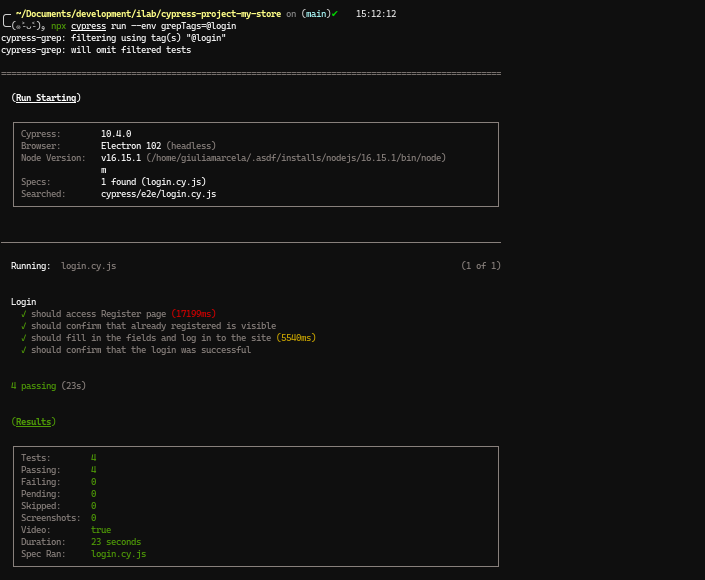 ~/Documents/development/ilab/cypress-project-my-store on (main)✔ 15:12:12
npx cypress run --env grepTags=@login
cypress-grep: filtering using tag(s) "@login"
cypress-grep: will omit filtered tests
====================================================================================================
(Run Starting)
Cypress: 10.4.0
Browser: Electron 102 (headless)
Node Version: v16.15.1 (/home/giuliamarcela/.asdf/installs/nodejs/16.15.1/bin/node)
m
Specs: 1 found (login.cy.js)
Searched: cypress/e2e/login.cy.js
Running: login.cy.js (1 of 1)
Login
✓ should access Register page (17199ms)
✓ should confirm that already registered is visible
✓ should fill in the fields and log in to the site (5540ms)
✓ should confirm that the login was successful
4 passing (23s)
(Results)
Tests: 4
Passing: 4
Failing: 0
Pending: 0
Skipped: 0
Screenshots: 0
Video: true
Duration: 23 seconds
Spec Ran: login.cy.js